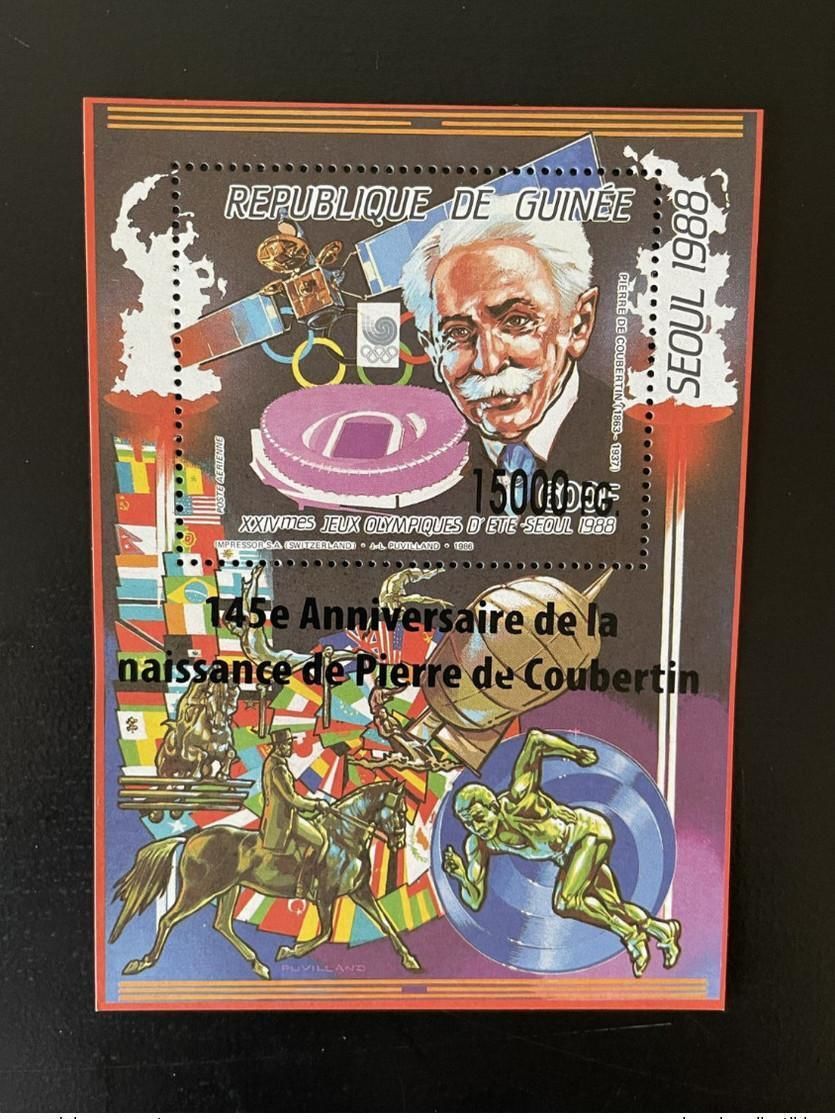 REPUBLIQUE DE GUINÉE
SEOUL 1988
PIERRE DE COUBERTIN (1863 - 1937)
POSTE AERIENNE
15000 FG.
XXIVmes JEUX OLYMPIQUES D'ETE-SEOUL 1988
IMPRESSOR S.A. (SWITZERLAND) • J.-L. PUVILLAND • 1986
145e Anniversaire de la
naissance de Pierre de Coubertin
PUVILLAND